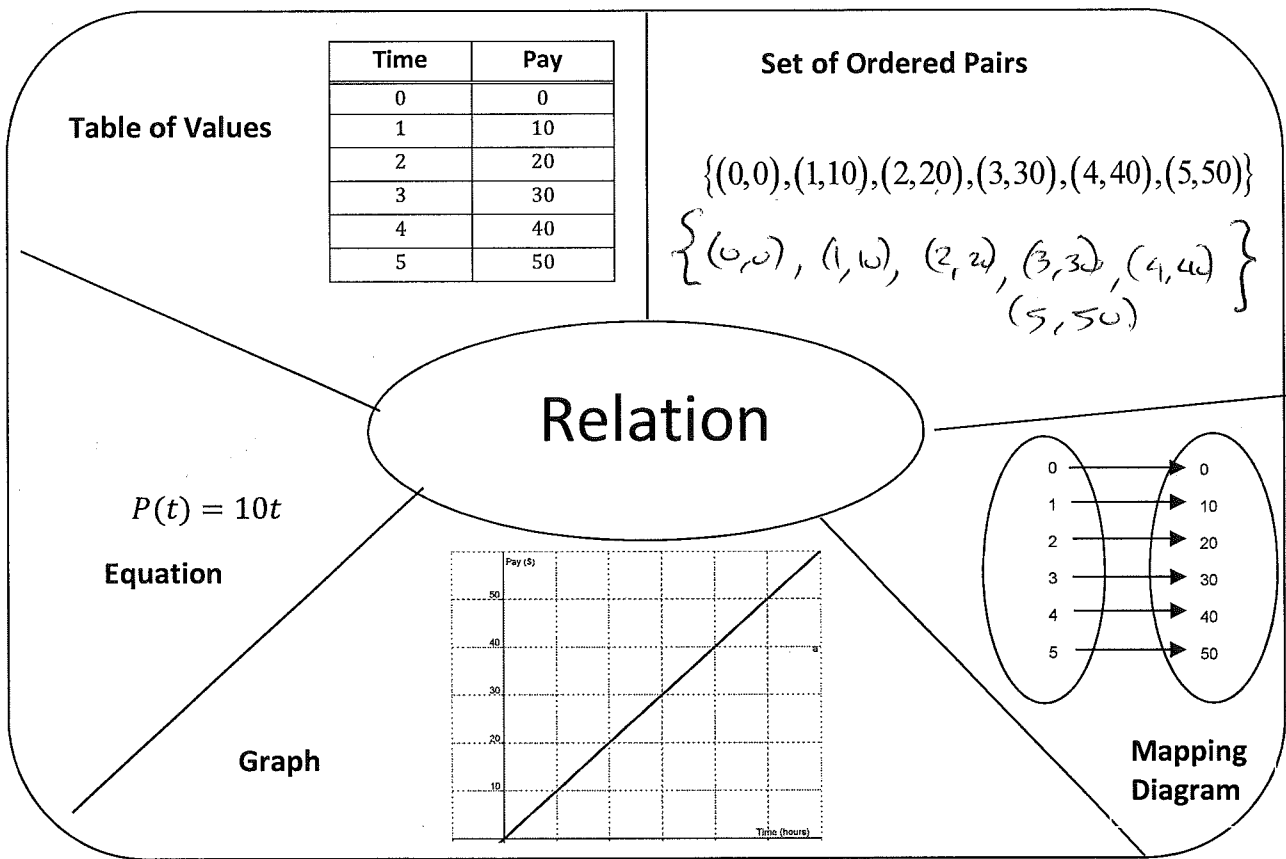 Table of Values
Time Pay
0 0
1 10
2 20
3 30
4 40
5 50
Set of Ordered Pairs
{(0,0),(1,10),(2,20),(3,30),(4,40),(5,50)}
{(0,0), (1,10), (2,20), (3,30), (4,40)
(5,50)}
Relation
P(t) = 10t
Equation
Graph
Pay ($)
50
40
30
20
10
a
Time (hours)
0 0
1 10
2 20
3 30
4 40
5 50
Mapping
Diagram